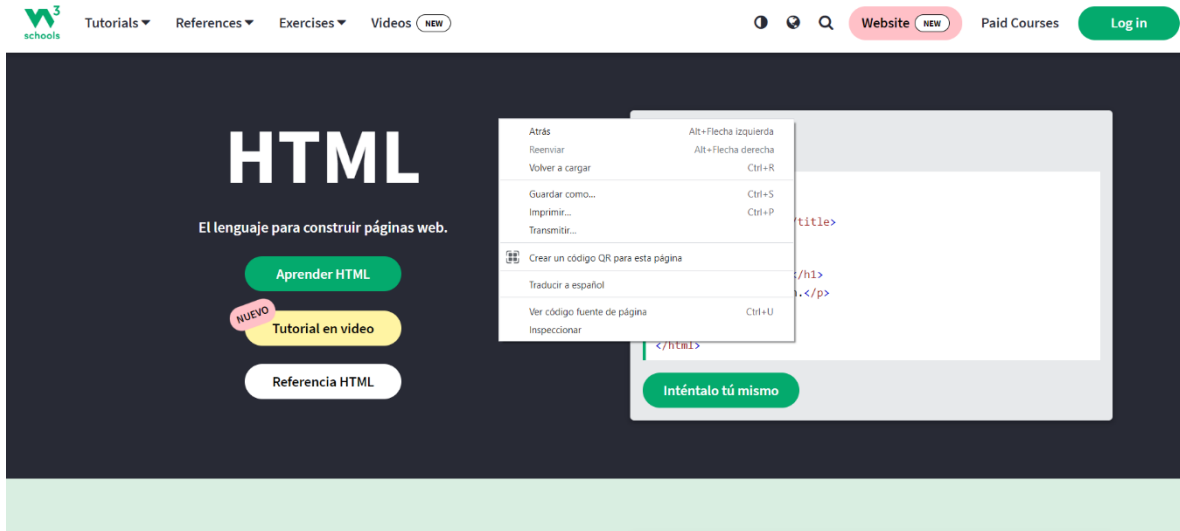 W3 schools
Tutorials References Exercises Videos NEW Website NEW Paid Courses Log in
HTML
El lenguaje para construir páginas web.
Aprender HTML
NUEVO
Tutorial en video
Referencia HTML
Atrás Alt+Flecha izquierda
Reenviar Alt+Flecha derecha
Volver a cargar Ctrl+R
Guardar como... Ctrl+S
Imprimir... Ctrl+P
Transmitir...
Crear un código QR para esta página
Traducir a español
Ver código fuente de página Ctrl+U
Inspeccionar
/title>
/h1>
.</p>
</html>
Inténtalo tú mismo